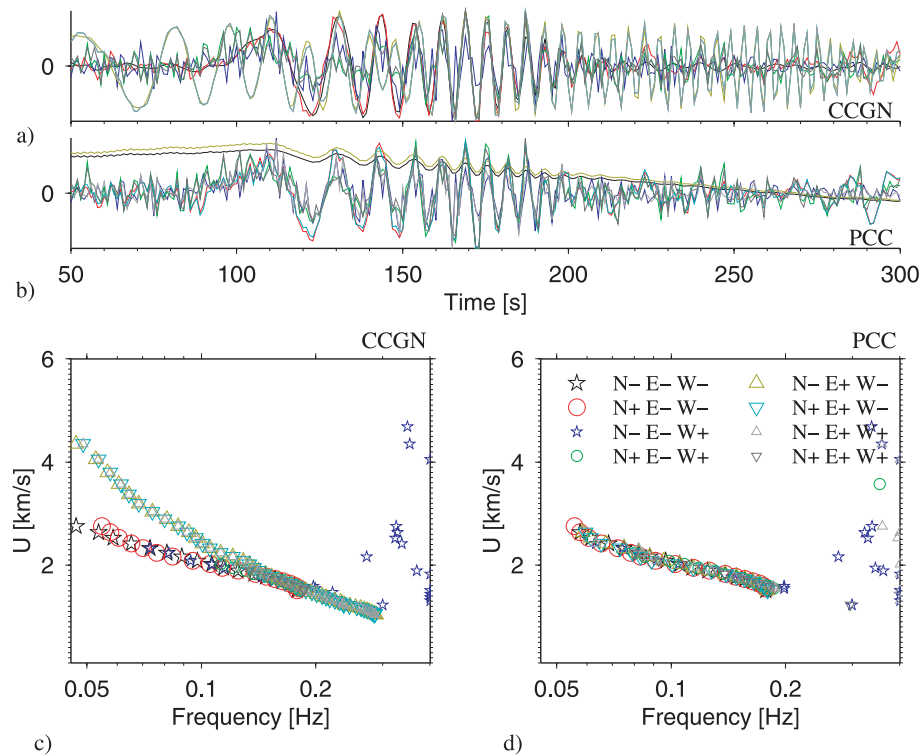 0
CCGN
a)
0
PCC
50 100 150 200 250 300
b)
Time [s]
CCGN
PCC
6
4
2
U [km/s]
0.05 0.1 0.2
Frequency [Hz]
c)
6
4
2
U [km/s]
N− E− W−
N+ E− W−
N− E− W+
N+ E− W+
N− E+ W−
N+ E+ W−
N− E+ W+
N+ E+ W+
0.05 0.1 0.2
Frequency [Hz]
d)